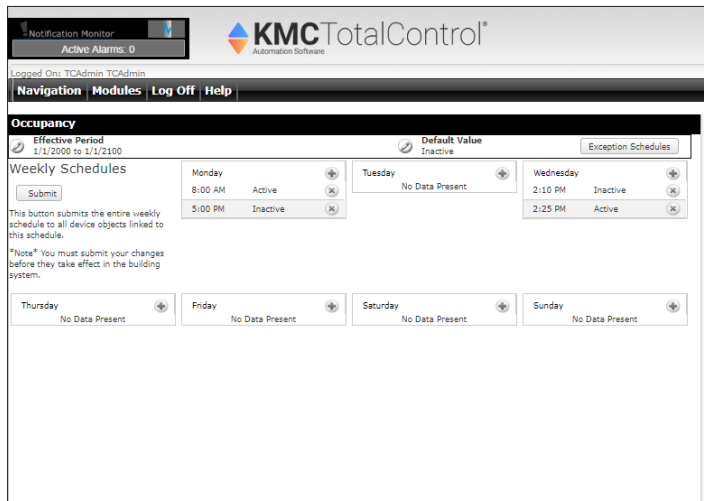 Notification Monitor
Active Alarms: 0
KMCTotalControl®
Automation Software
Logged On: TCAdmin TCAdmin
Navigation Modules Log Off Help
Occupancy
Effective Period
1/1/2000 to 1/1/2100
Default Value
Inactive
Exception Schedules
Weekly Schedules
Submit
This button submits the entire weekly
schedule to all device objects linked to
this schedule.
*Note* You must submit your changes
before they take effect in the building
system.
Monday
8:00 AM Active
5:00 PM Inactive
Tuesday
No Data Present
Wednesday
2:10 PM Inactive
2:25 PM Active
Thursday
No Data Present
Friday
No Data Present
Saturday
No Data Present
Sunday
No Data Present